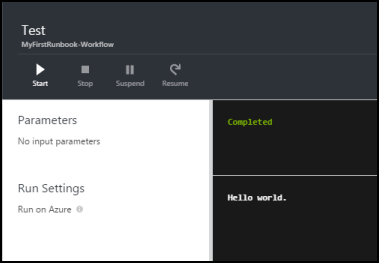 Test
MyFirstRunbook-Workflow
Start Stop Suspend Resume
Parameters
No input parameters
Run Settings
Run on Azure
Completed
Hello world.